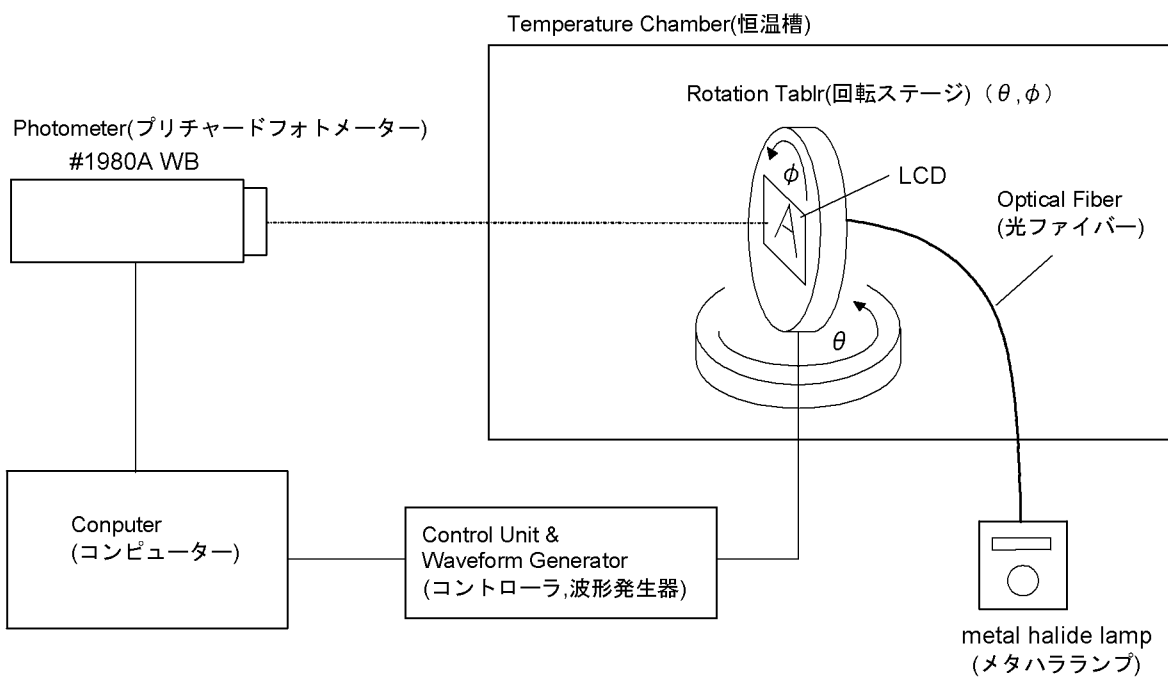 Temperature Chamber(恒温槽)
Rotation Tablr(回転ステージ)（θ,φ）
Photometer(プリチャードフォトメーター)
#1980A WB
φ
LCD
A
Optical Fiber
(光ファイバー)
θ
Conputer
(コンピューター)
Control Unit &
Waveform Generator
(コントローラ,波形発生器)
metal halide lamp
(メタハラランプ)